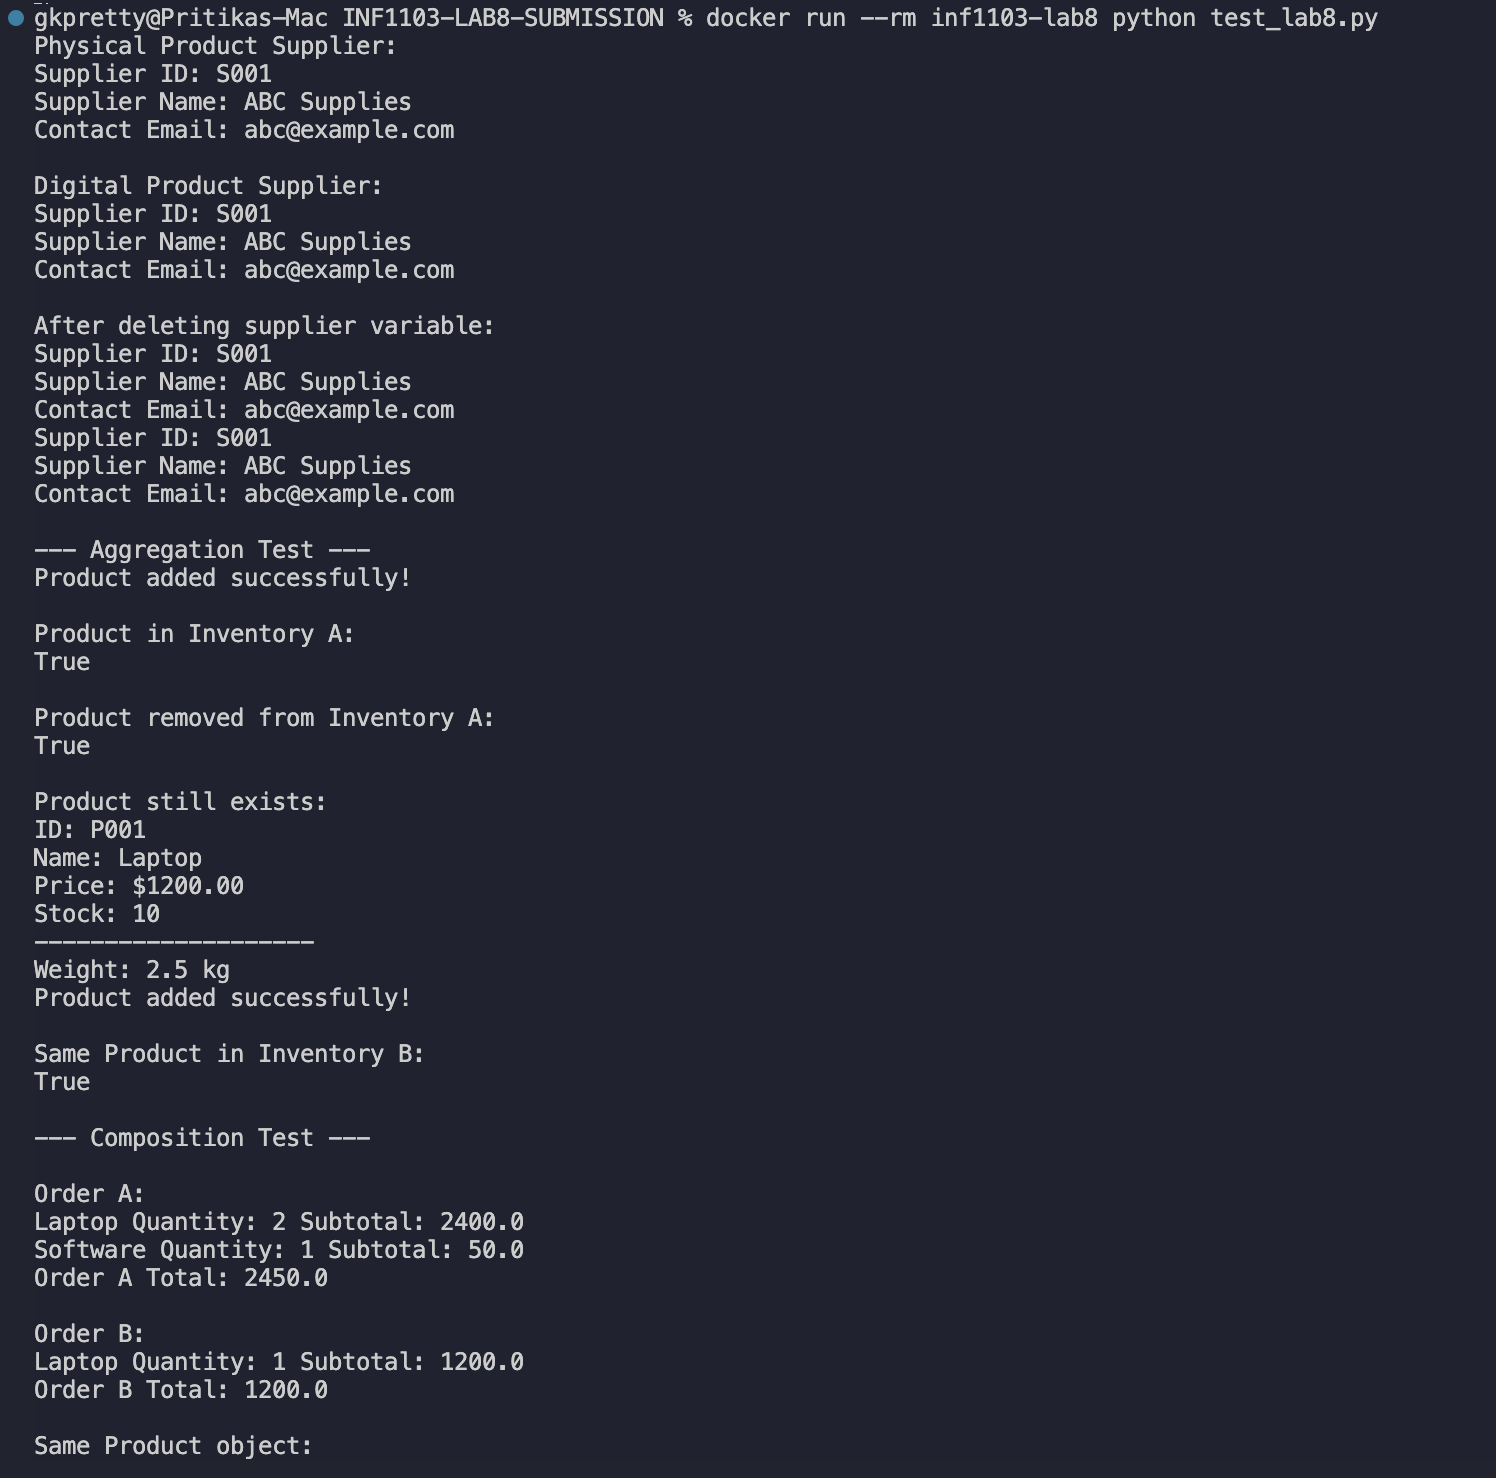 gkpretty@Pritikas-Mac INF1103-LAB8-SUBMISSION % docker run --rm inf1103-lab8 python test_lab8.py
Physical Product Supplier:
Supplier ID: S001
Supplier Name: ABC Supplies
Contact Email: abc@example.com

Digital Product Supplier:
Supplier ID: S001
Supplier Name: ABC Supplies
Contact Email: abc@example.com

After deleting supplier variable:
Supplier ID: S001
Supplier Name: ABC Supplies
Contact Email: abc@example.com
Supplier ID: S001
Supplier Name: ABC Supplies
Contact Email: abc@example.com

--- Aggregation Test ---
Product added successfully!

Product in Inventory A:
True

Product removed from Inventory A:
True

Product still exists:
ID: P001
Name: Laptop
Price: $1200.00
Stock: 10
--------------------
Weight: 2.5 kg
Product added successfully!

Same Product in Inventory B:
True

--- Composition Test ---

Order A:
Laptop Quantity: 2 Subtotal: 2400.0
Software Quantity: 1 Subtotal: 50.0
Order A Total: 2450.0

Order B:
Laptop Quantity: 1 Subtotal: 1200.0
Order B Total: 1200.0

Same Product object: